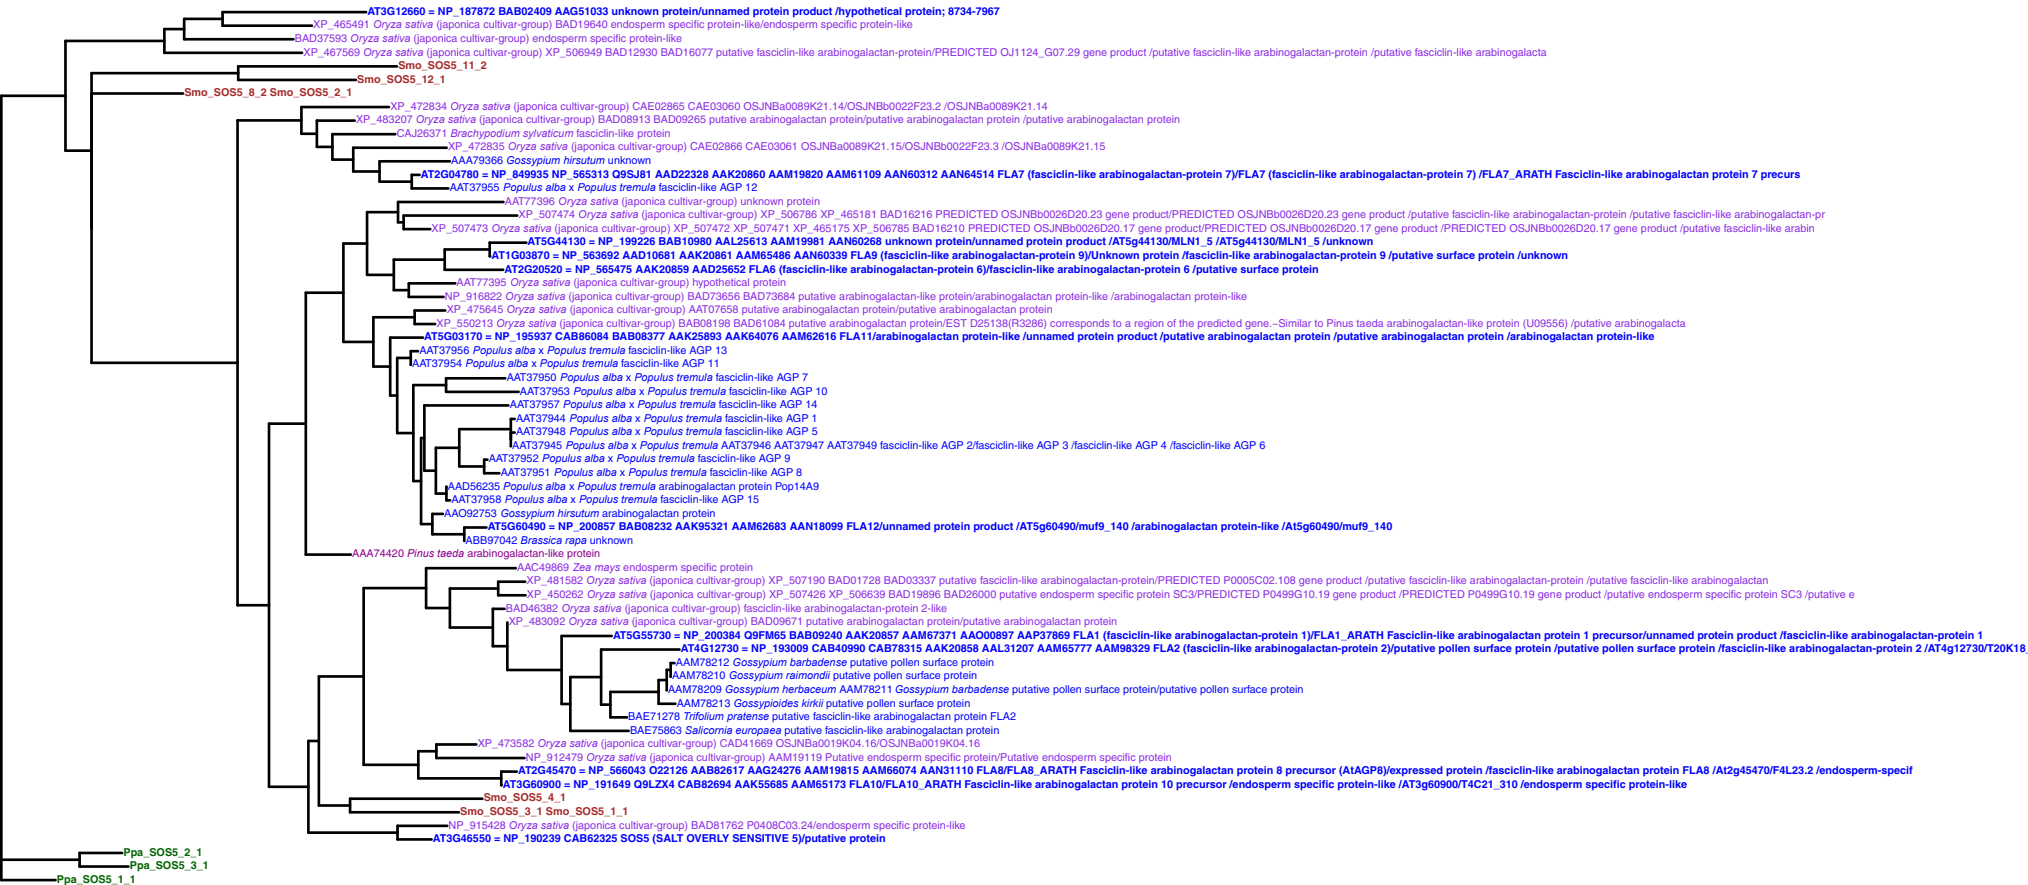 AT3G12660 = NP_187872 BAB02409 AAG51033 unknown protein/unnamed protein product /hypothetical protein; 8734-7967
XP_465491 Oryza sativa (japonica cultivar-group) BAD19640 endosperm specific protein-like/endosperm specific protein-like
BAD37593 Oryza sativa (japonica cultivar-group) endosperm specific protein-like
XP_467569 Oryza sativa (japonica cultivar-group) XP_506949 BAD12930 BAD16077 putative fasciclin-like arabinogalactan-protein/PREDICTED OJ1124_G07.29 gene product /putative fasciclin-like arabinogalactan-protein /putative fasciclin-like arabinogalacta
Smo_SOS5_11_2
Smo_SOS5_12_1
Smo_SOS5_8_2 Smo_SOS5_2_1
XP_472834 Oryza sativa (japonica cultivar-group) CAE02865 CAE03060 OSJNBa0089K21.14/OSJNBb0022F23.2 /OSJNBa0089K21.14
XP_483207 Oryza sativa (japonica cultivar-group) BAD08913 BAD09265 putative arabinogalactan protein/putative arabinogalactan protein /putative arabinogalactan protein
CAJ26371 Brachypodium sylvaticum fasciclin-like protein
XP_472835 Oryza sativa (japonica cultivar-group) CAE02866 CAE03061 OSJNBa0089K21.15/OSJNBb0022F23.3 /OSJNBa0089K21.15
AAA79366 Gossypium hirsutum unknown
AT2G04780 = NP_849935 NP_565313 Q9SJ81 AAD22328 AAK20860 AAM19820 AAM61109 AAN60312 AAN64514 FLA7 (fasciclin-like arabinogalactan-protein 7)/FLA7 (fasciclin-like arabinogalactan-protein 7) /FLA7_ARATH Fasciclin-like arabinogalactan protein 7 precurs
AAT37955 Populus alba x Populus tremula fasciclin-like AGP 12
AAT77396 Oryza sativa (japonica cultivar-group) unknown protein
XP_507474 Oryza sativa (japonica cultivar-group) XP_506786 XP_465181 BAD16216 PREDICTED OSJNBb0026D20.23 gene product/PREDICTED OSJNBb0026D20.23 gene product /putative fasciclin-like arabinogalactan-protein /putative fasciclin-like arabinogalactan-pr
XP_507473 Oryza sativa (japonica cultivar-group) XP_507472 XP_507471 XP_465175 XP_506785 BAD16210 PREDICTED OSJNBb0026D20.17 gene product/PREDICTED OSJNBb0026D20.17 gene product /PREDICTED OSJNBb0026D20.17 gene product /putative fasciclin-like arabin
AT5G44130 = NP_199226 BAB10980 AAL25613 AAM19981 AAN60268 unknown protein/unnamed protein product /AT5g44130/MLN1_5 /AT5g44130/MLN1_5 /unknown
AT1G03870 = NP_563692 AAD10681 AAK20861 AAM65486 AAN60339 FLA9 (fasciclin-like arabinogalactan-protein 9)/Unknown protein /fasciclin-like arabinogalactan-protein 9 /putative surface protein /unknown
AT2G20520 = NP_565475 AAK20859 AAD25652 FLA6 (fasciclin-like arabinogalactan-protein 6)/fasciclin-like arabinogalactan-protein 6 /putative surface protein
AAT77395 Oryza sativa (japonica cultivar-group) hypothetical protein
NP_916822 Oryza sativa (japonica cultivar-group) BAD73656 BAD73684 putative arabinogalactan-like protein/arabinogalactan protein-like /arabinogalactan protein-like
XP_475645 Oryza sativa (japonica cultivar-group) AAT07658 putative arabinogalactan protein/putative arabinogalactan protein
XP_550213 Oryza sativa (japonica cultivar-group) BAB08198 BAD61084 putative arabinogalactan protein/EST D25138(R3286) corresponds to a region of the predicted gene.~Similar to Pinus taeda arabinogalactan-like protein (U09556) /putative arabinogalacta
AT5G03170 = NP_195937 CAB86084 BAB08377 AAK25893 AAK64076 AAM62616 FLA11/arabinogalactan protein-like /unnamed protein product /putative arabinogalactan protein /putative arabinogalactan protein /arabinogalactan protein-like
AAT37956 Populus alba x Populus tremula fasciclin-like AGP 13
AAT37954 Populus alba x Populus tremula fasciclin-like AGP 11
AAT37950 Populus alba x Populus tremula fasciclin-like AGP 7
AAT37953 Populus alba x Populus tremula fasciclin-like AGP 10
AAT37957 Populus alba x Populus tremula fasciclin-like AGP 14
AAT37944 Populus alba x Populus tremula fasciclin-like AGP 1
AAT37948 Populus alba x Populus tremula fasciclin-like AGP 5
AAT37945 Populus alba x Populus tremula AAT37946 AAT37947 AAT37949 fasciclin-like AGP 2/fasciclin-like AGP 3 /fasciclin-like AGP 4 /fasciclin-like AGP 6
AAT37952 Populus alba x Populus tremula fasciclin-like AGP 9
AAT37951 Populus alba x Populus tremula fasciclin-like AGP 8
AAD56235 Populus alba x Populus tremula arabinogalactan protein Pop14A9
AAT37958 Populus alba x Populus tremula fasciclin-like AGP 15
AAO92753 Gossypium hirsutum arabinogalactan protein
AT5G60490 = NP_200857 BAB08232 AAK95321 AAM62683 AAN18099 FLA12/unnamed protein product /AT5g60490/muf9_140 /arabinogalactan protein-like /At5g60490/muf9_140
ABB97042 Brassica rapa unknown
AAA74420 Pinus taeda arabinogalactan-like protein
AAC49869 Zea mays endosperm specific protein
XP_481582 Oryza sativa (japonica cultivar-group) XP_507190 BAD01728 BAD03337 putative fasciclin-like arabinogalactan-protein/PREDICTED P0005C02.108 gene product /putative fasciclin-like arabinogalactan-protein /putative fasciclin-like arabinogalactan
XP_450262 Oryza sativa (japonica cultivar-group) XP_507426 XP_506639 BAD19896 BAD26000 putative endosperm specific protein SC3/PREDICTED P0499G10.19 gene product /PREDICTED P0499G10.19 gene product /putative endosperm specific protein SC3 /putative e
BAD46382 Oryza sativa (japonica cultivar-group) fasciclin-like arabinogalactan-protein 2-like
XP_483092 Oryza sativa (japonica cultivar-group) BAD09671 putative arabinogalactan protein/putative arabinogalactan protein
AT5G55730 = NP_200384 Q9FM65 BAB09240 AAK20857 AAM67371 AAO00897 AAP37869 FLA1 (fasciclin-like arabinogalactan-protein 1)/FLA1_ARATH Fasciclin-like arabinogalactan protein 1 precursor/unnamed protein product /fasciclin-like arabinogalactan-protein 1
AT4G12730 = NP_193009 CAB40990 CAB78315 AAK20858 AAL31207 AAM65777 AAM98329 FLA2 (fasciclin-like arabinogalactan-protein 2)/putative pollen surface protein /putative pollen surface protein /fasciclin-like arabinogalactan-protein 2 /AT4g12730/T20K18_
AAM78212 Gossypium barbadense putative pollen surface protein
AAM78210 Gossypium raimondii putative pollen surface protein
AAM78209 Gossypium herbaceum AAM78211 Gossypium barbadense putative pollen surface protein/putative pollen surface protein
AAM78213 Gossypioides kirkii putative pollen surface protein
BAE71278 Trifolium pratense putative fasciclin-like arabinogalactan protein FLA2
BAE75863 Salicornia europaea putative fasciclin-like arabinogalactan protein
XP_473582 Oryza sativa (japonica cultivar-group) CAD41669 OSJNBa0019K04.16/OSJNBa0019K04.16
NP_912479 Oryza sativa (japonica cultivar-group) AAM19119 Putative endosperm specific protein/Putative endosperm specific protein
AT2G45470 = NP_566043 O22126 AAB82617 AAG24276 AAM19815 AAM66074 AAN31110 FLA8/FLA8_ARATH Fasciclin-like arabinogalactan protein 8 precursor (AtAGP8)/expressed protein /fasciclin-like arabinogalactan protein FLA8 /At2g45470/F4L23.2 /endosperm-specif
AT3G60900 = NP_191649 Q9LZX4 CAB82694 AAK55685 AAM65173 FLA10/FLA10_ARATH Fasciclin-like arabinogalactan protein 10 precursor /endosperm specific protein-like /AT3g60900/T4C21_310 /endosperm specific protein-like
Smo_SOS5_4_1
Smo_SOS5_3_1 Smo_SOS5_1_1
NP_915428 Oryza sativa (japonica cultivar-group) BAD81762 P0408C03.24/endosperm specific protein-like
AT3G46550 = NP_190239 CAB62325 SOS5 (SALT OVERLY SENSITIVE 5)/putative protein
Ppa_SOS5_2_1
Ppa_SOS5_3_1
Ppa_SOS5_1_1